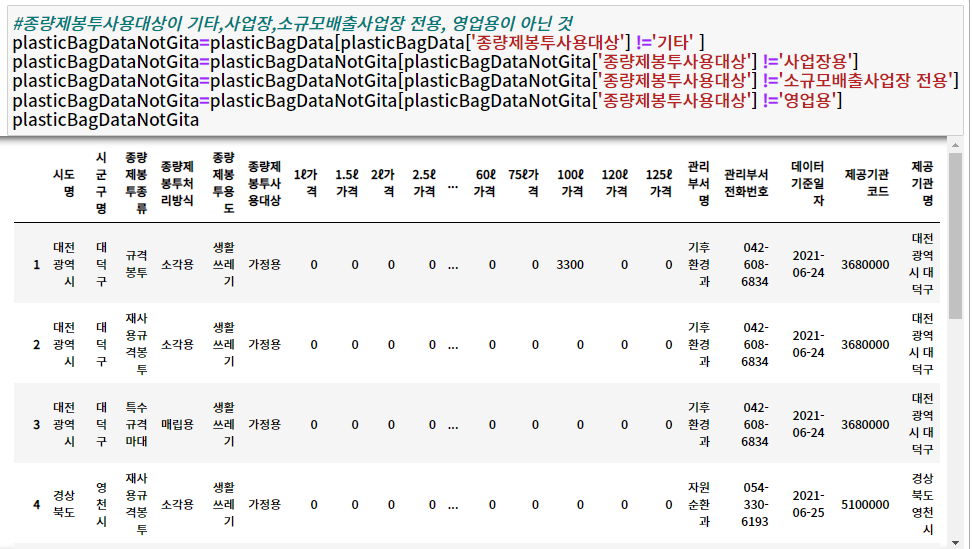 #종량제봉투사용대상이 기타,사업장,소규모배출사업장 전용, 영업용이 아닌 것
plasticBagDataNotGita=plasticBagData[plasticBagData['종량제봉투사용대상'] !='기타' ]
plasticBagDataNotGita=plasticBagDataNotGita[plasticBagDataNotGita['종량제봉투사용대상'] !='사업장용']
plasticBagDataNotGita=plasticBagDataNotGita[plasticBagDataNotGita['종량제봉투사용대상'] !='소규모배출사업장 전용']
plasticBagDataNotGita=plasticBagDataNotGita[plasticBagDataNotGita['종량제봉투사용대상'] !='영업용']
plasticBagDataNotGita
시도명 시군구명 종량제봉투종류 종량제봉투처리방식 종량제봉투용도 종량제봉투사용대상 1ℓ가격 1.5ℓ가격 2ℓ가격 2.5ℓ가격 ... 60ℓ가격 75ℓ가격 100ℓ가격 120ℓ가격 125ℓ가격 관리부서명 관리부서전화번호 데이터기준일자 제공기관코드 제공기관명
1 대전광역시 대덕구 규격봉투 소각용 생활쓰레기 가정용 0 0 0 0 ... 0 0 3300 0 0 기후환경과 042-608-6834 2021-06-24 3680000 대전광역시 대덕구
2 대전광역시 대덕구 재사용규격봉투 소각용 생활쓰레기 가정용 0 0 0 0 ... 0 0 0 0 0 기후환경과 042-608-6834 2021-06-24 3680000 대전광역시 대덕구
3 대전광역시 대덕구 특수규격마대 매립용 생활쓰레기 가정용 0 0 0 0 ... 0 0 0 0 0 기후환경과 042-608-6834 2021-06-24 3680000 대전광역시 대덕구
4 경상북도 영천시 재사용규격봉투 소각용 생활쓰레기 가정용 0 0 0 0 ... 0 0 0 0 0 자원순환과 054-330-6193 2021-06-25 5100000 경상북도 영천시